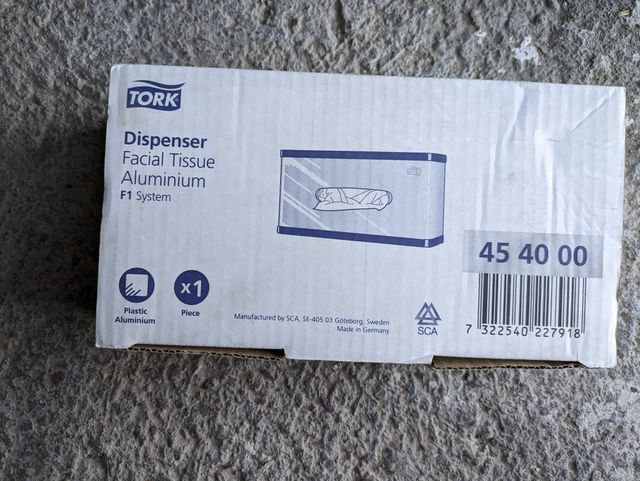 TORK
Dispenser
Facial Tissue
Aluminium
F1 System
45 40 00
Plastic
Aluminium
x1
Piece
Manufactured by SCA, SE-405 03 Göteborg, Sweden
Made in Germany
SCA
7 322540 227918